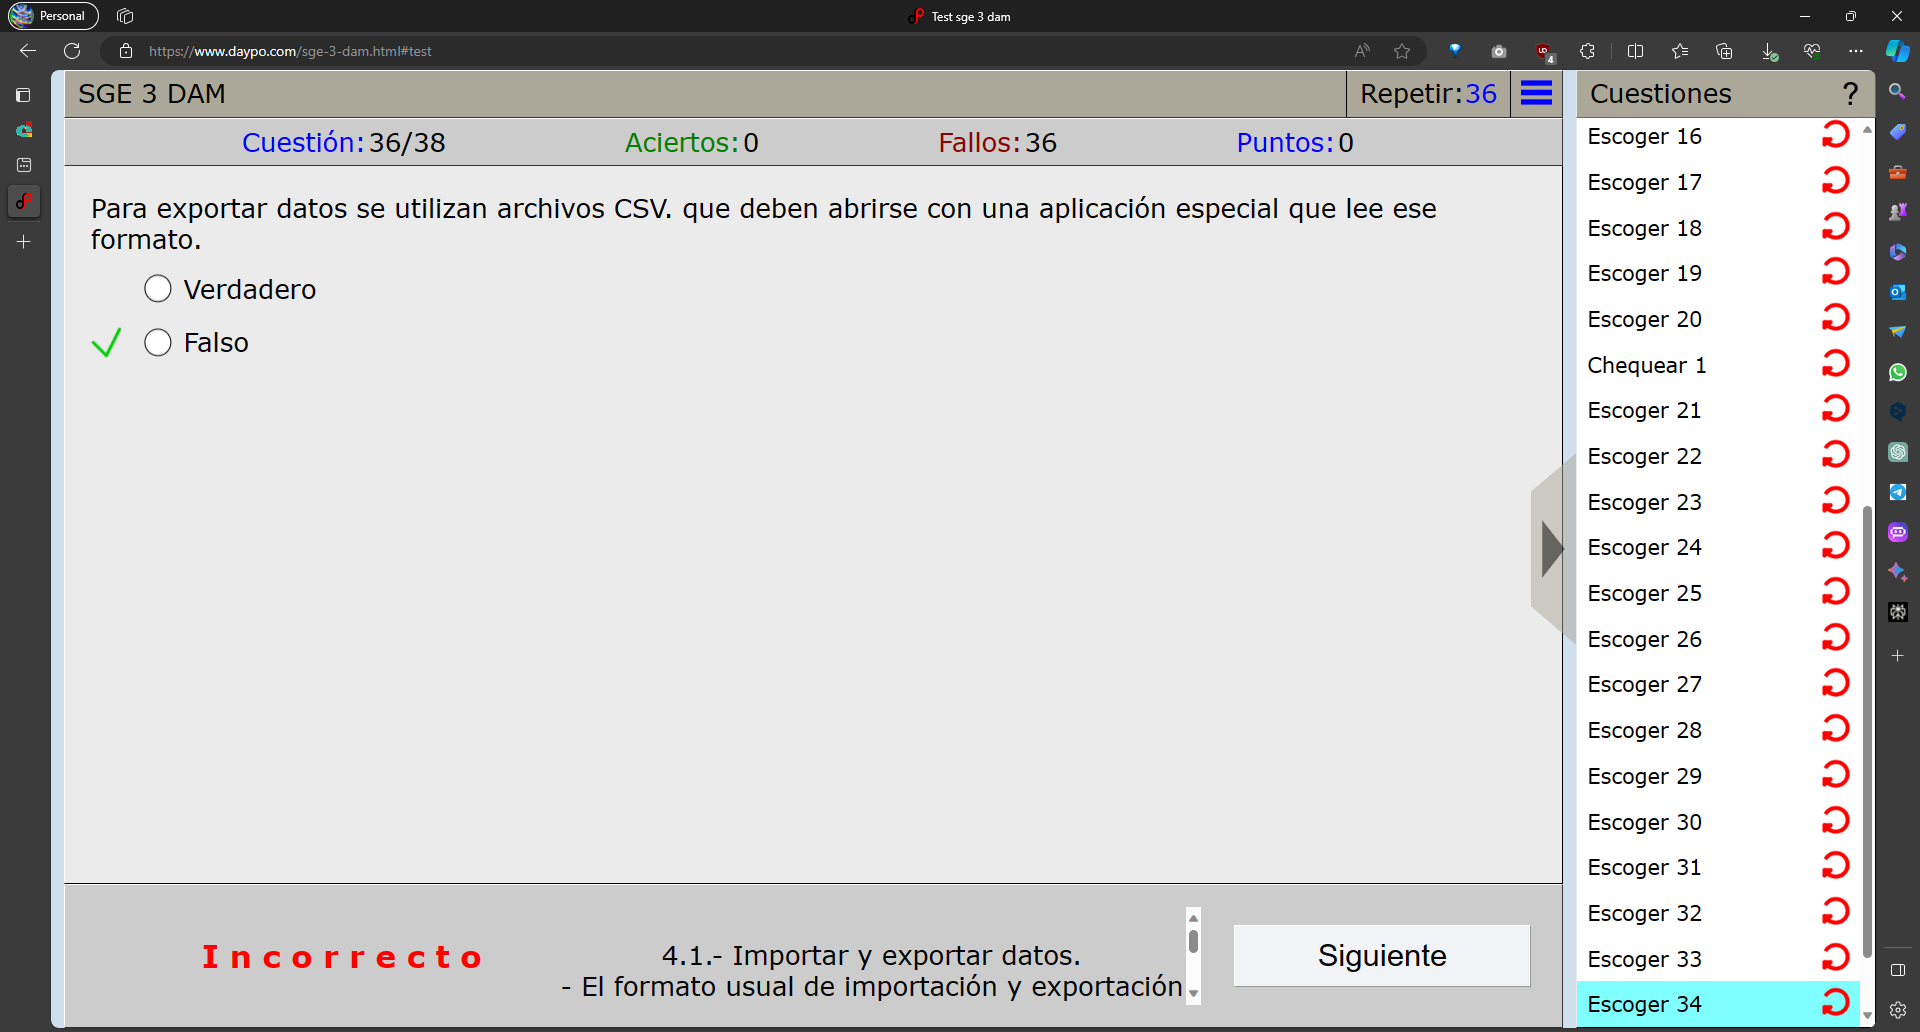 Personal
Test sge 3 dam
https://www.daypo.com/sge-3-dam.html#test
SGE 3 DAM
Repetir:36
Cuestión:36/38
Aciertos:0
Fallos:36
Puntos:0
Para exportar datos se utilizan archivos CSV. que deben abrirse con una aplicación especial que lee ese
formato.
Verdadero
Falso
Incorrecto
4.1.- Importar y exportar datos.
- El formato usual de importación y exportación
Siguiente
Cuestiones
?
Escoger 16
Escoger 17
Escoger 18
Escoger 19
Escoger 20
Chequear 1
Escoger 21
Escoger 22
Escoger 23
Escoger 24
Escoger 25
Escoger 26
Escoger 27
Escoger 28
Escoger 29
Escoger 30
Escoger 31
Escoger 32
Escoger 33
Escoger 34
4